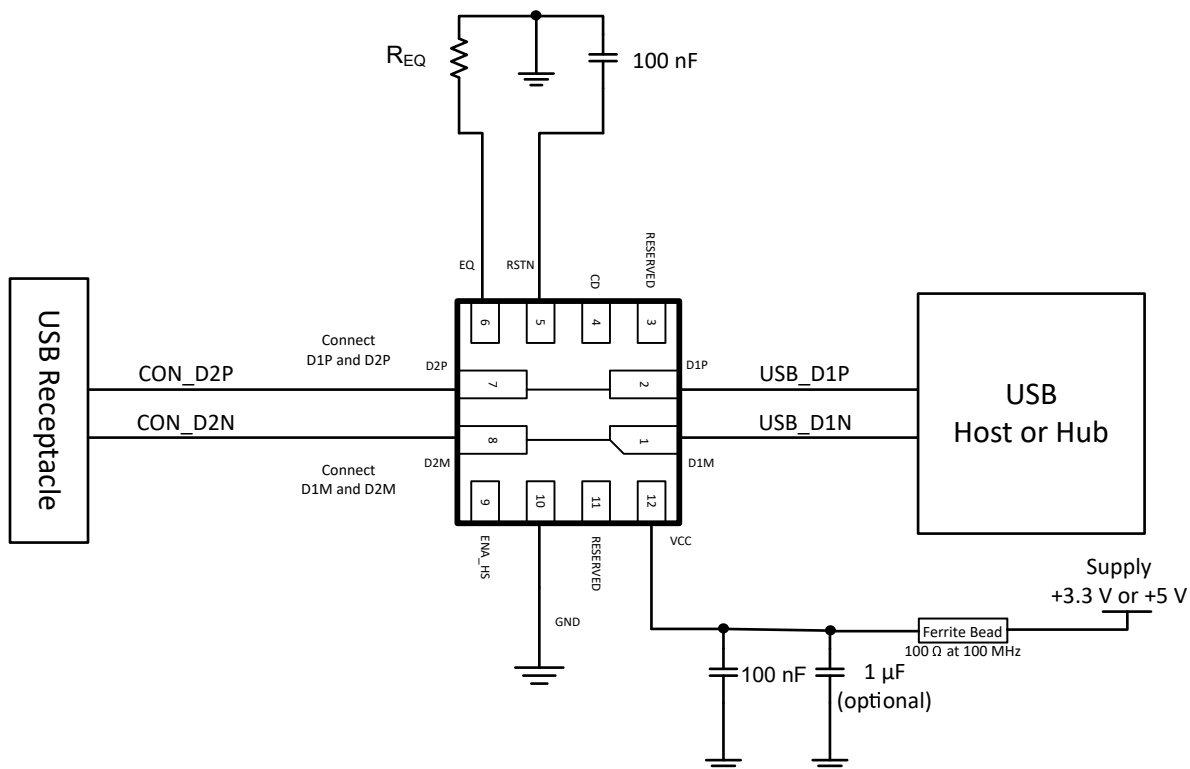 R_EQ
100 nF
EQ
RSTN
CD
RESERVED
6
5
4
3
USB Receptacle
Connect
D1P and D2P
D2P
D1P
CON_D2P
7
2
USB_D1P
CON_D2N
8
1
USB_D1N
USB
Host or Hub
Connect
D1M and D2M
D2M
D1M
9
10
11
12
ENA_HS
RESERVED
VCC
GND
Supply
+3.3 V or +5 V
Ferrite Bead
100 Ω at 100 MHz
100 nF
1 µF
(optional)